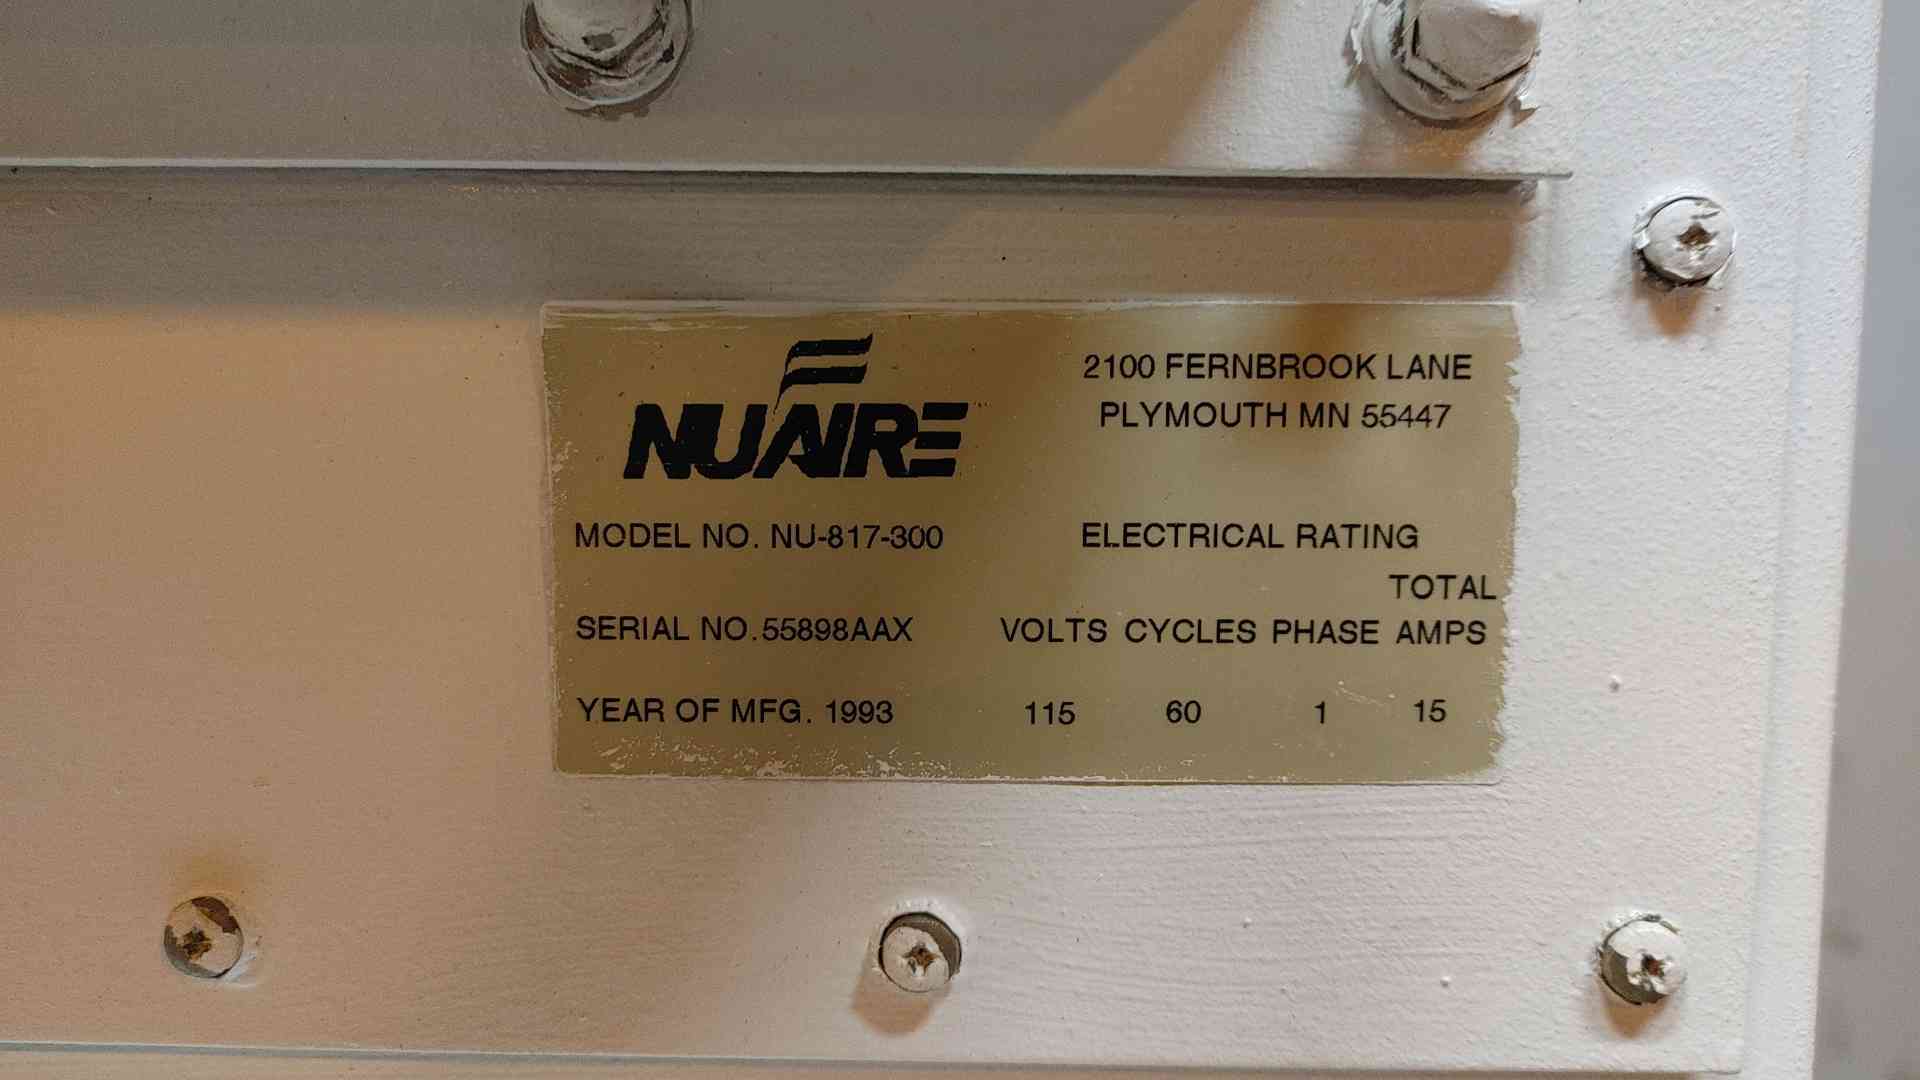 NUAIRE
2100 FERNBROOK LANE
PLYMOUTH MN 55447
MODEL NO. NU-817-300
SERIAL NO. 55898AAX
YEAR OF MFG. 1993
ELECTRICAL RATING
TOTAL
VOLTS CYCLES PHASE AMPS
115 60 1 15